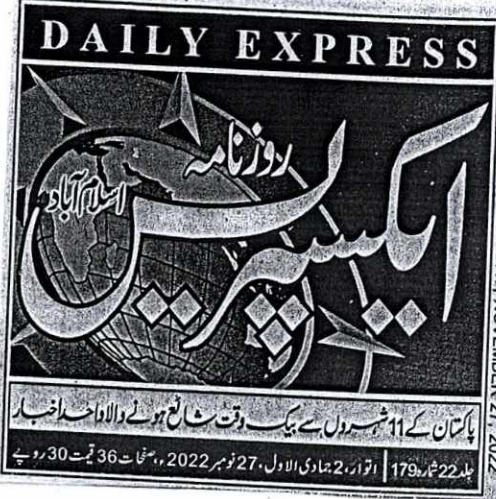 DAILY EXPRESS
روزنامہ
ایکسپریس
اسلام آباد
پاکستان کے 11 شہروں سے بیک وقت شائع ہونے والا واحد اخبار
جلد 22 شمارہ 179 اتوار، 2 جمادی الاول، 27 نومبر 2022ء، صفحات 36 قیمت 30 روپے